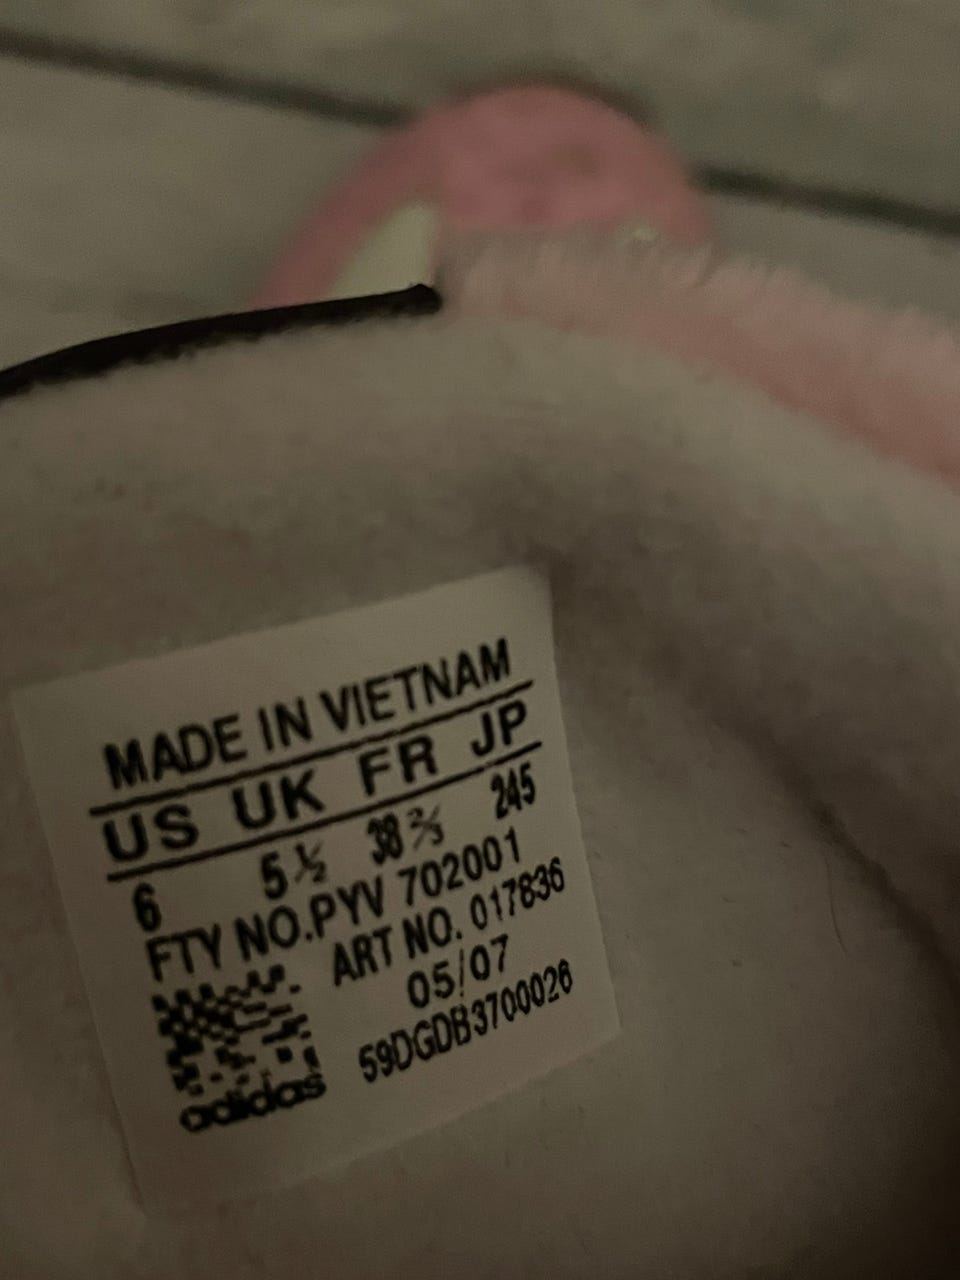 MADE IN VIETNAM
US UK FR JP
6 5½ 38⅔ 245
FTY NO.PYV 702001
ART NO. 017836
05/07
59DGDB3700026
adidas